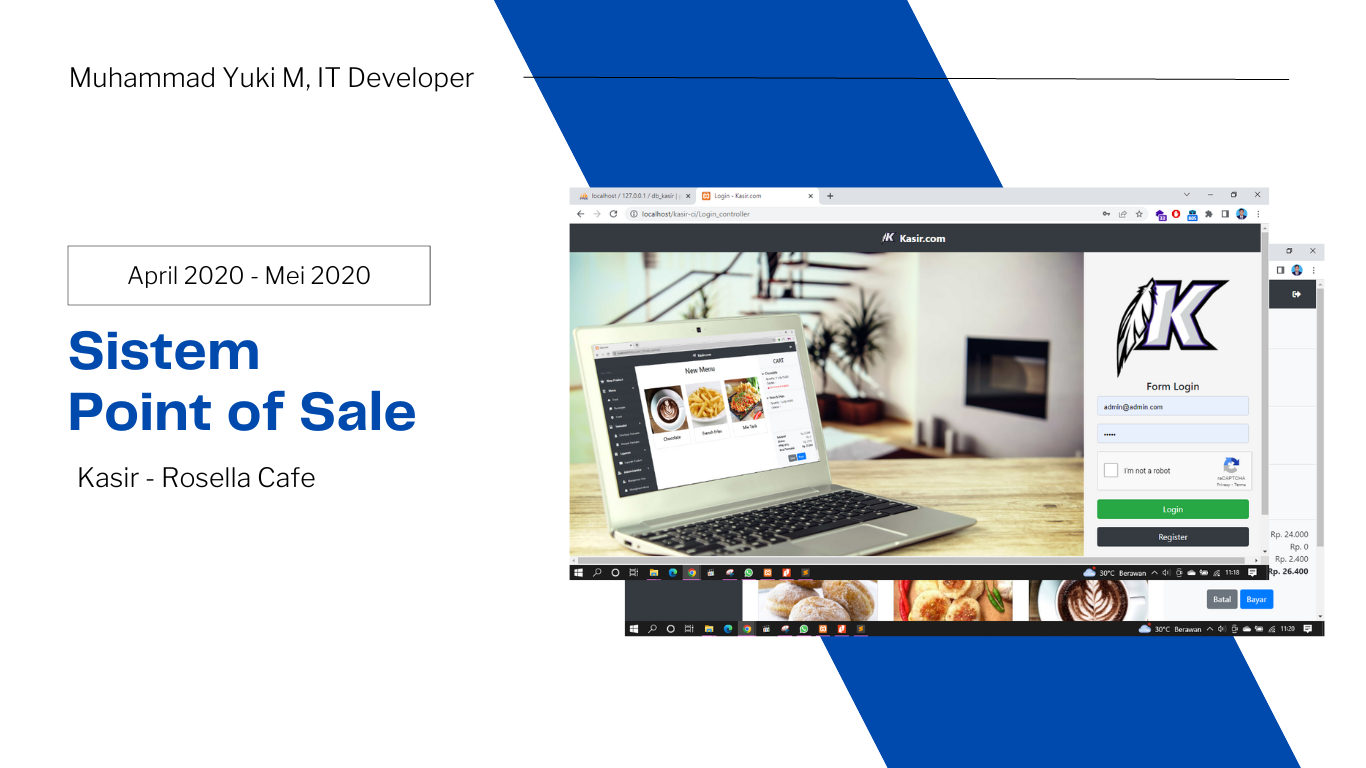 Muhammad Yuki M, IT Developer
April 2020 - Mei 2020
Sistem
Point of Sale
Kasir - Rosella Cafe
localhost / 127.0.0.1 / db_kasir |
Login - Kasir.com
localhost/kasir-ci/Login_controller
Kasir.com
K
Form Login
admin@admin.com
I'm not a robot
reCAPTCHA
Privacy - Terms
Login
Register
New Menu
CART
Kasir.com
Chocolate
French Fries
Mie Telur
30°C Berawan
11:18
Rp. 24.000
Rp. 0
Rp. 2.400
Rp. 26.400
Batal
Bayar
30°C Berawan
11:20